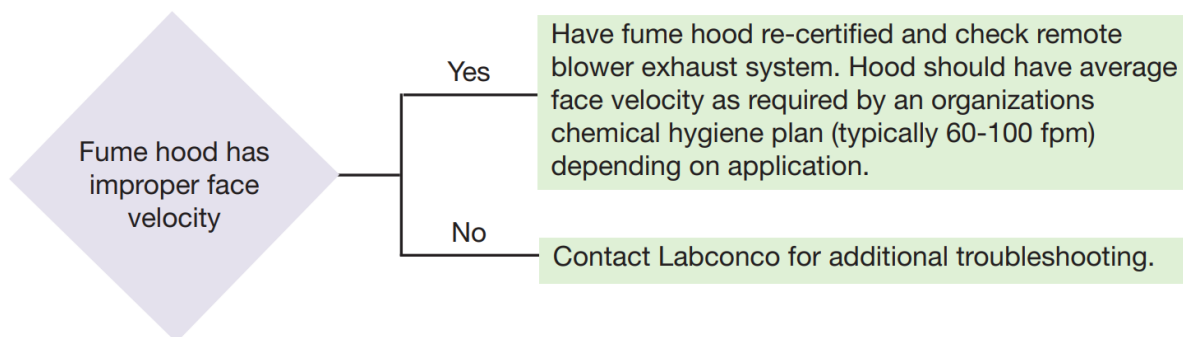 Fume hood has
improper face
velocity
Yes
Have fume hood re-certified and check remote
blower exhaust system. Hood should have average
face velocity as required by an organizations
chemical hygiene plan (typically 60-100 fpm)
depending on application.
No
Contact Labconco for additional troubleshooting.